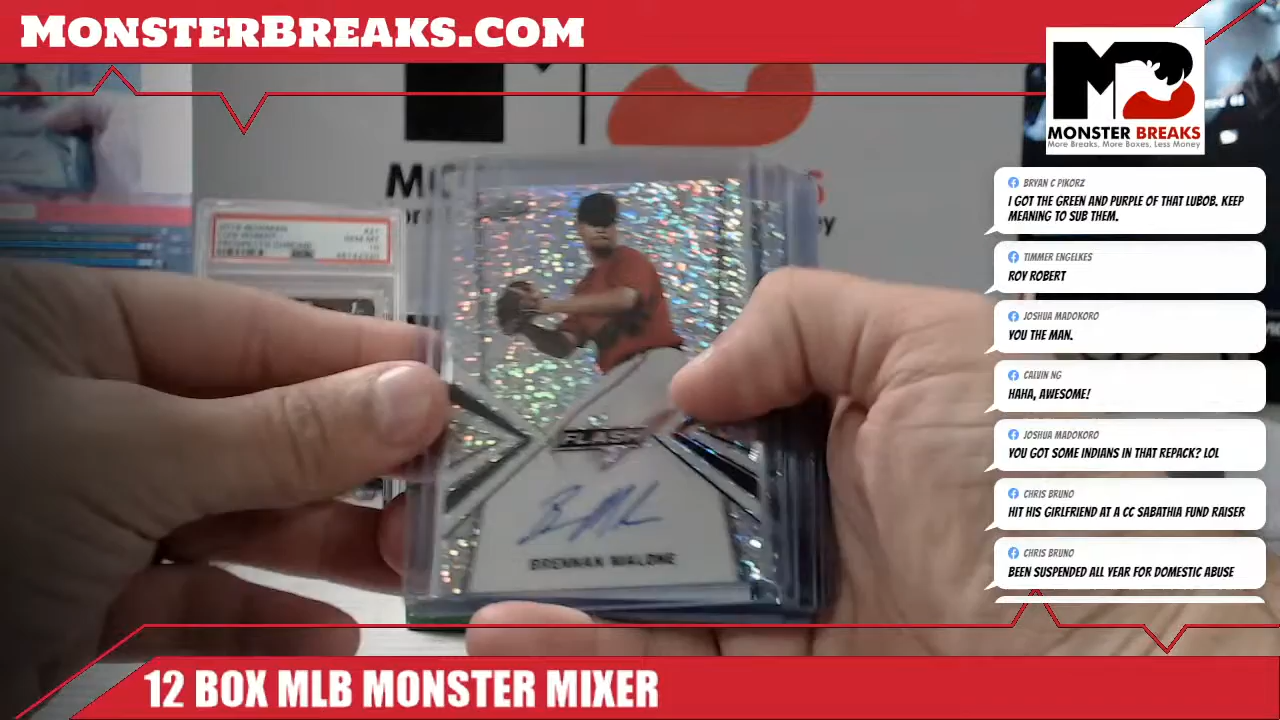 MONSTERBREAKS.COM
MB
MONSTER BREAKS
More Breaks. More Boxes, Less Money
BRYAN C PIKORZ
I GOT THE GREEN AND PURPLE OF THAT LUBOB. KEEP
MEANING TO SUB THEM.
TIMMER ENGELKES
ROY ROBERT
JOSHUA MADOKORO
YOU THE MAN.
CALVIN NG
HAHA, AWESOME!
JOSHUA MADOKORO
YOU GOT SOME INDIANS IN THAT REPACK? LOL
CHRIS BRUNO
HIT HIS GIRLFRIEND AT A CC SABATHIA FUND RAISER
CHRIS BRUNO
BEEN SUSPENDED ALL YEAR FOR DOMESTIC ABUSE
FLASH
BRENNAN MALONE
12 BOX MLB MONSTER MIXER